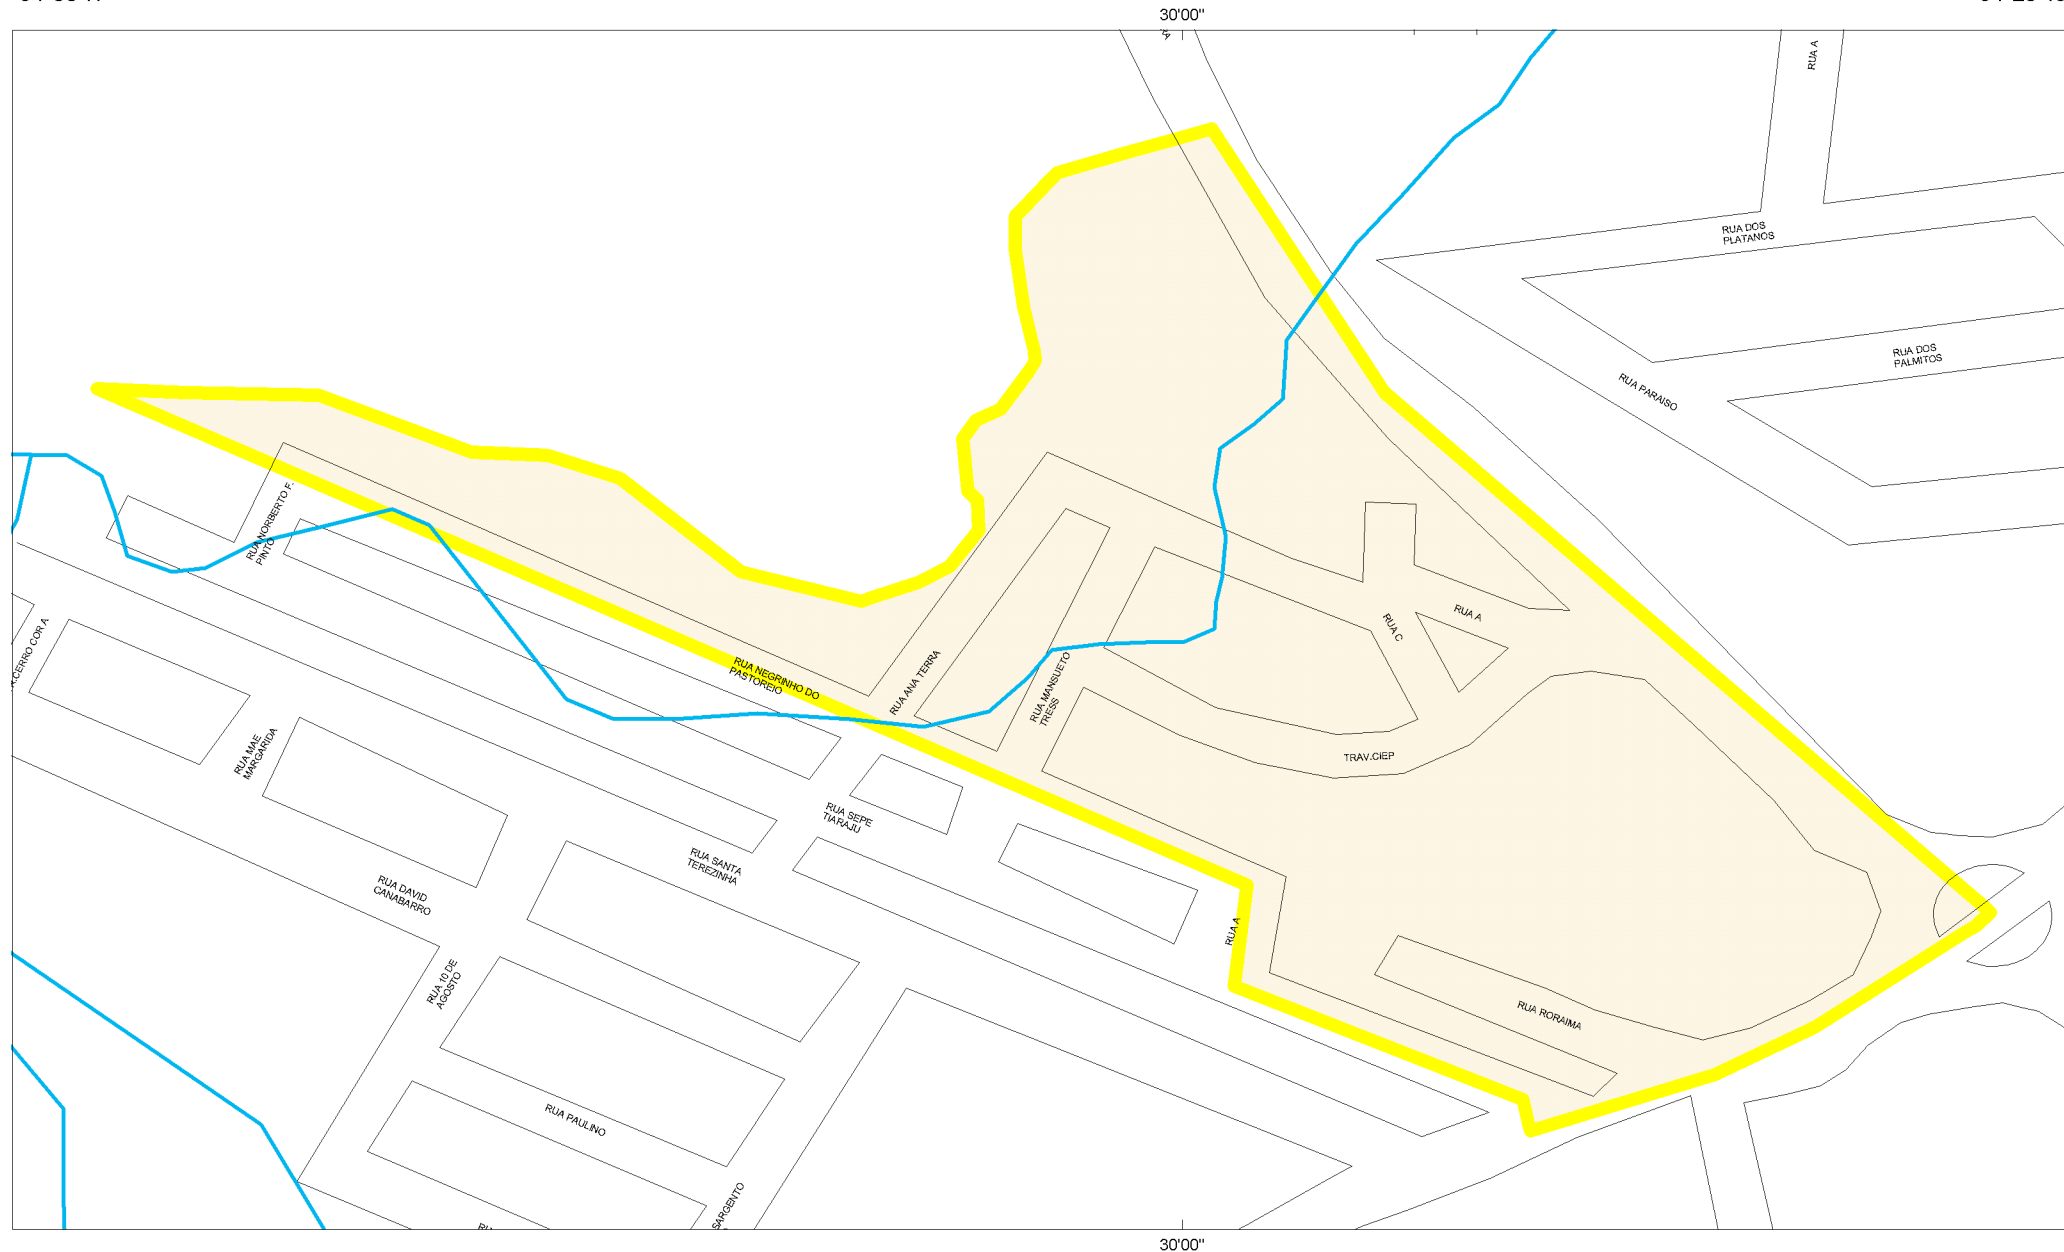 30'00"
RUA A
RUA DOS
PLATANOS
RUA DOS
PALMITOS
RUA PARAISO
RUA NORBERTO F.
PINTO
RUA A
RUA C
RUA NEGRINHO DO
PASTOREIO
RUA ANA TERRA
RUA MANSUETO
TRESS
TRAV.CIEP
CERRO COR A
RUA MAE
MARGARIDA
RUA SEPE
TIARAJU
RUA SANTA
TEREZINHA
RUA DAVID
CANABARRO
RUA A
RUA 10 DE
AGOSTO
RUA RORAIMA
RUA PAULINO
SARGENTO
30'00"